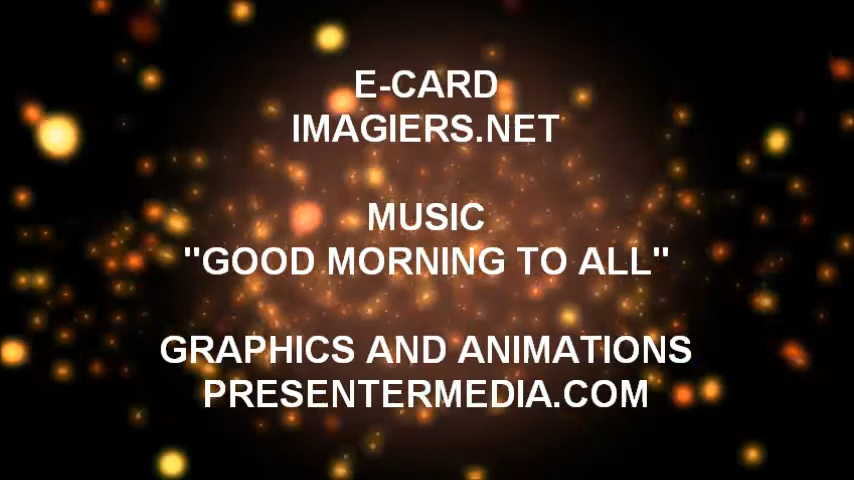 E-CARD
IMAGIERS.NET
MUSIC
"GOOD MORNING TO ALL"
GRAPHICS AND ANIMATIONS
PRESENTERMEDIA.COM